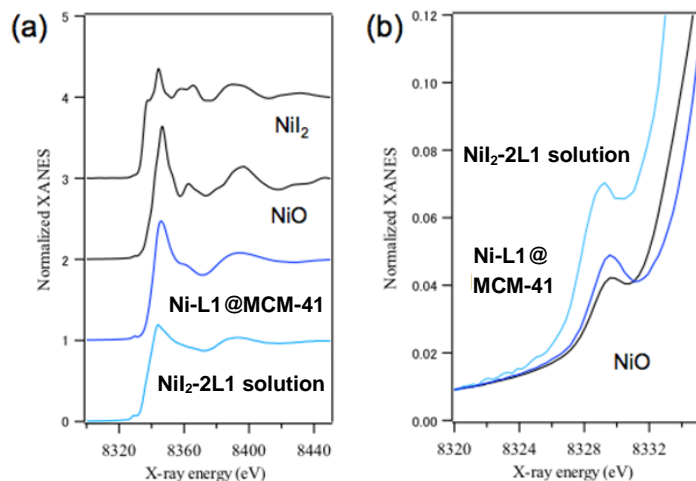 (a)
Normalized XANES
5
4
3
2
1
0
NiI₂
NiO
Ni-L1@MCM-41
NiI₂-2L1 solution
8320 8360 8400 8440
X-ray energy (eV)
(b)
Normalized XANES
0.12
0.10
0.08
0.06
0.04
0.02
0.00
NiI₂-2L1 solution
Ni-L1@
MCM-41
NiO
8320 8324 8328 8332
X-ray energy (eV)